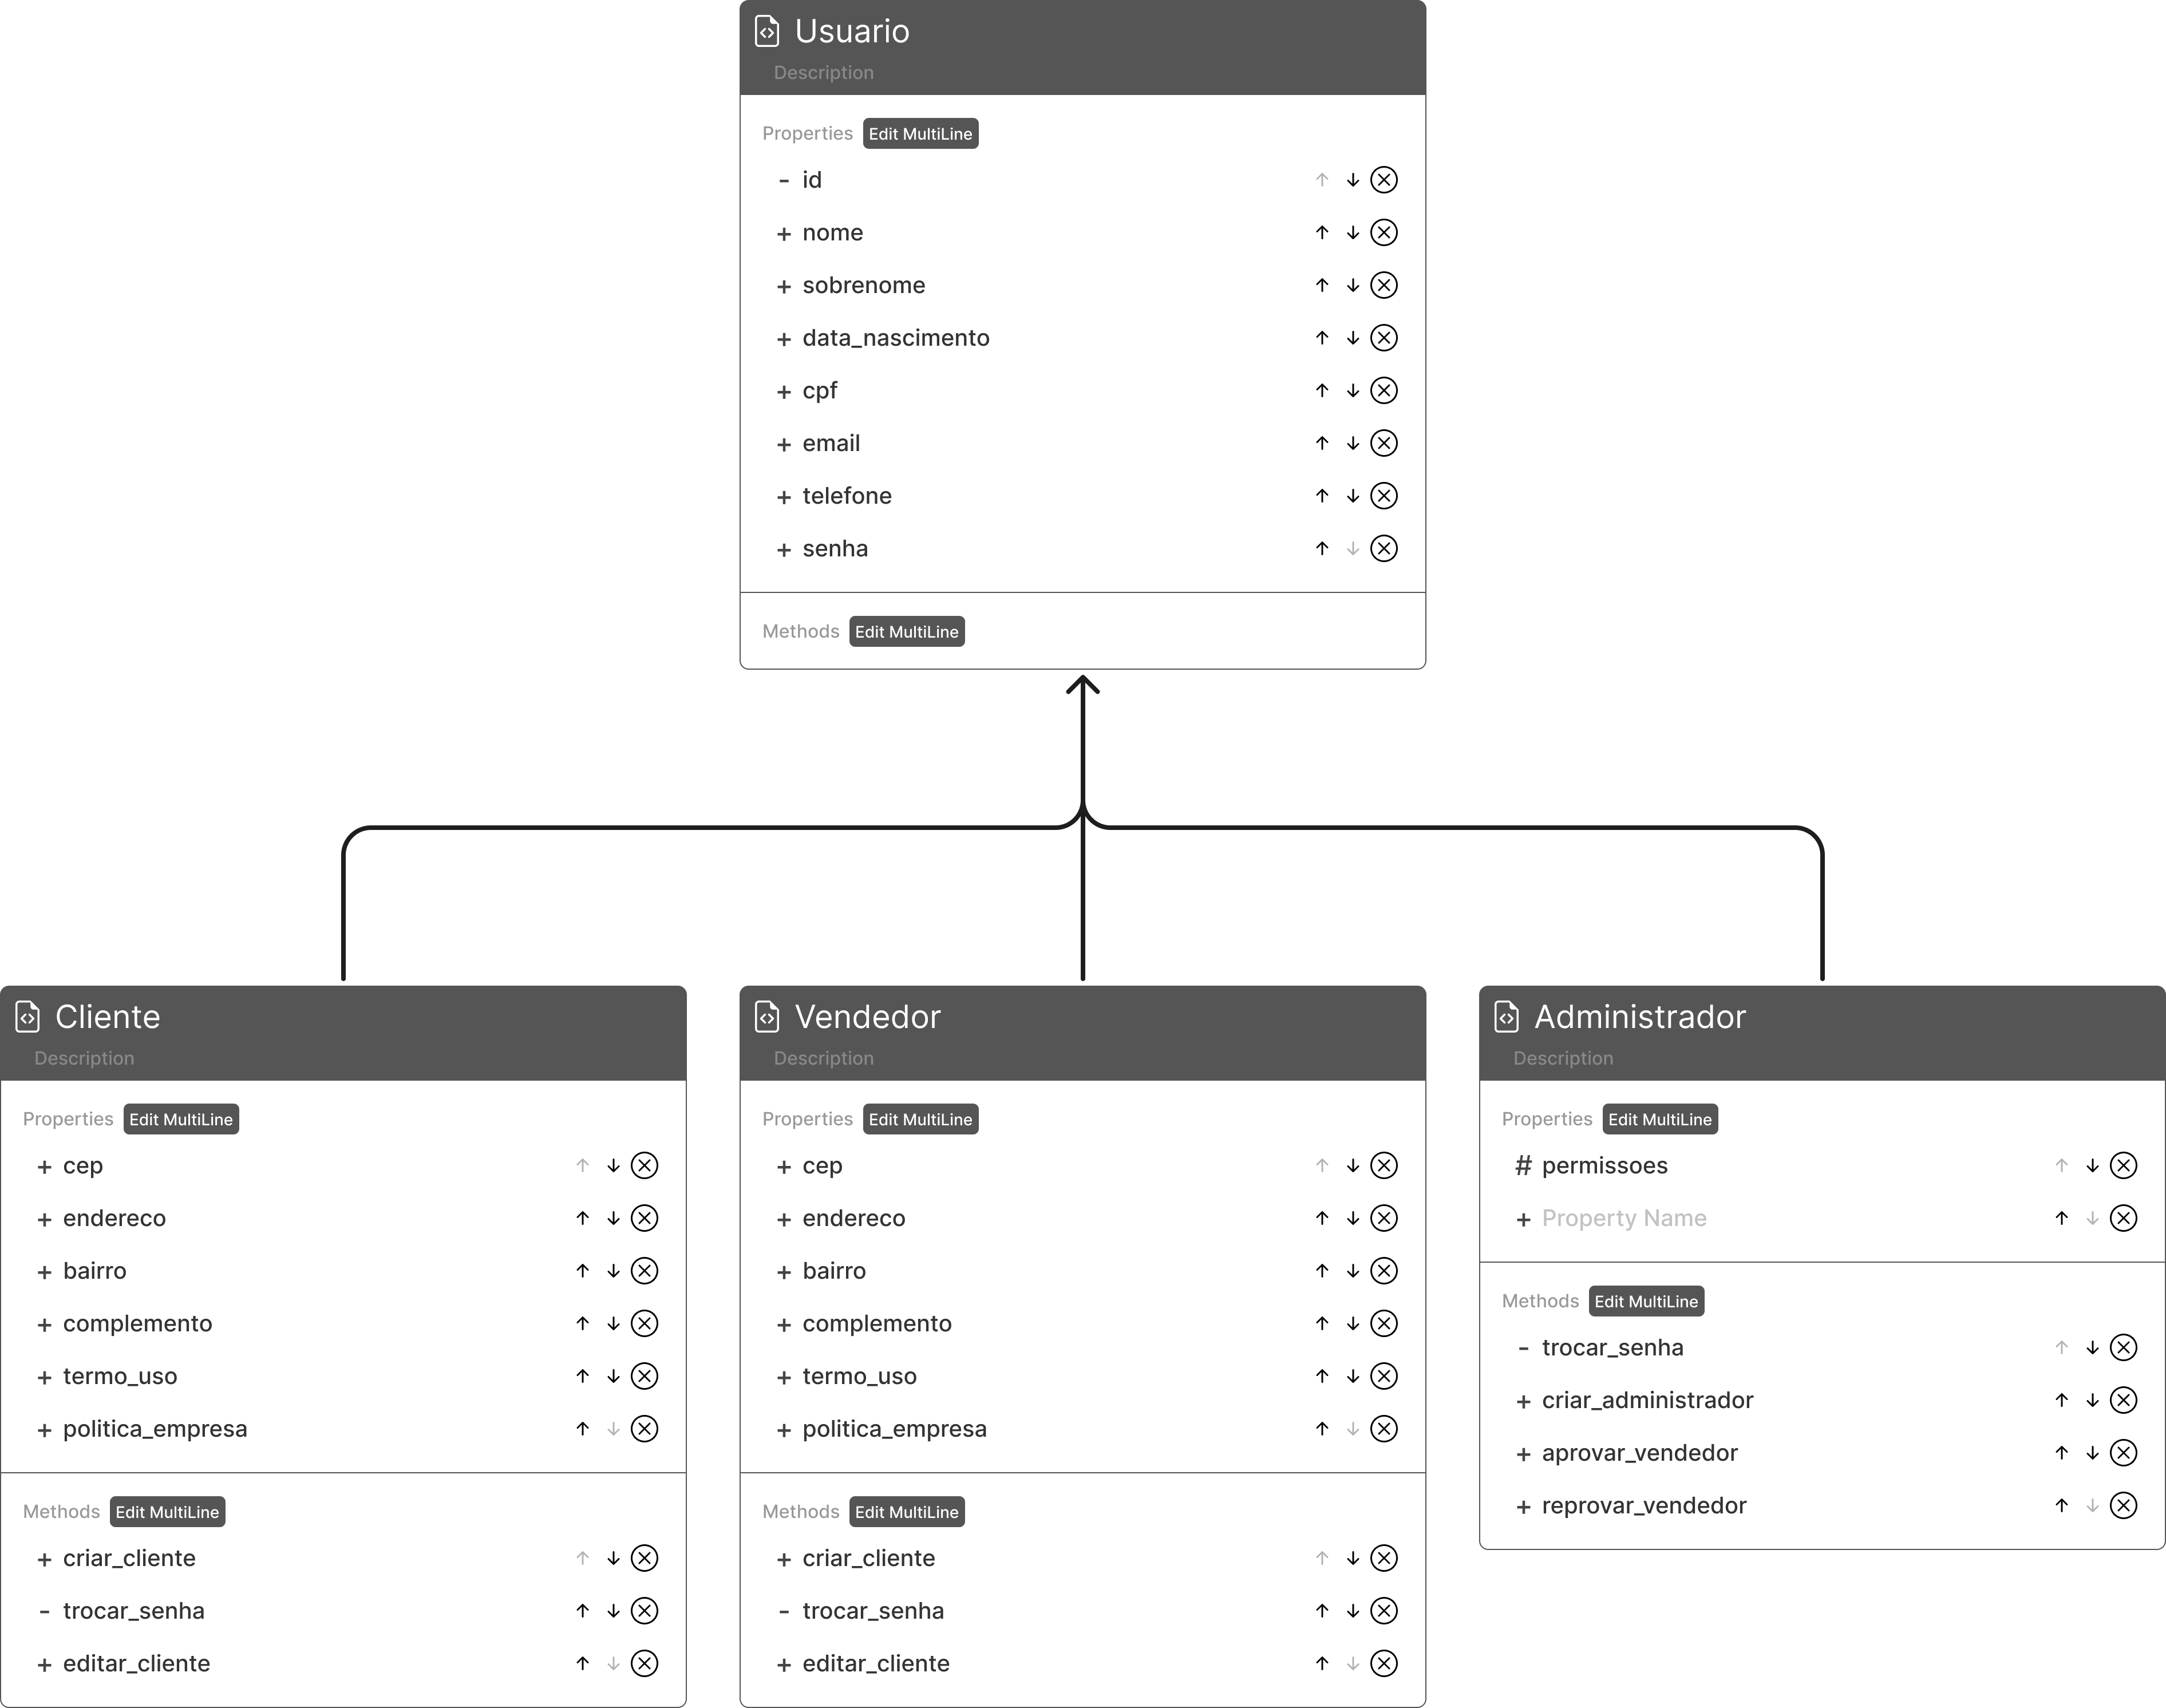 Usuario
Description
Properties Edit MultiLine
- id
+ nome
+ sobrenome
+ data_nascimento
+ cpf
+ email
+ telefone
+ senha
Methods Edit MultiLine
Cliente
Description
Properties Edit MultiLine
+ cep
+ endereco
+ bairro
+ complemento
+ termo_uso
+ politica_empresa
Methods Edit MultiLine
+ criar_cliente
- trocar_senha
+ editar_cliente
Vendedor
Description
Properties Edit MultiLine
+ cep
+ endereco
+ bairro
+ complemento
+ termo_uso
+ politica_empresa
Methods Edit MultiLine
+ criar_cliente
- trocar_senha
+ editar_cliente
Administrador
Description
Properties Edit MultiLine
# permissoes
+ Property Name
Methods Edit MultiLine
- trocar_senha
+ criar_administrador
+ aprovar_vendedor
+ reprovar_vendedor